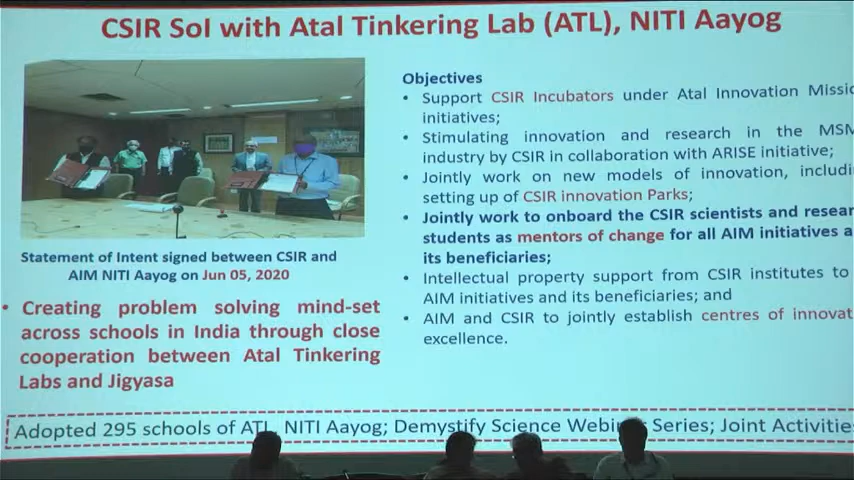 CSIR SoI with Atal Tinkering Lab (ATL), NITI Aayog
Statement of Intent signed between CSIR and
AIM NITI Aayog on Jun 05, 2020
• Creating problem solving mind-set
across schools in India through close
cooperation between Atal Tinkering
Labs and Jigyasa
Objectives
• Support CSIR Incubators under Atal Innovation Missio
initiatives;
• Stimulating innovation and research in the MSM
industry by CSIR in collaboration with ARISE initiative;
• Jointly work on new models of innovation, includi
setting up of CSIR innovation Parks;
• Jointly work to onboard the CSIR scientists and resear
students as mentors of change for all AIM initiatives a
its beneficiaries;
• Intellectual property support from CSIR institutes to
AIM initiatives and its beneficiaries; and
• AIM and CSIR to jointly establish centres of innovat
excellence.
Adopted 295 schools of ATL, NITI Aayog; Demystify Science Webinar Series; Joint Activities